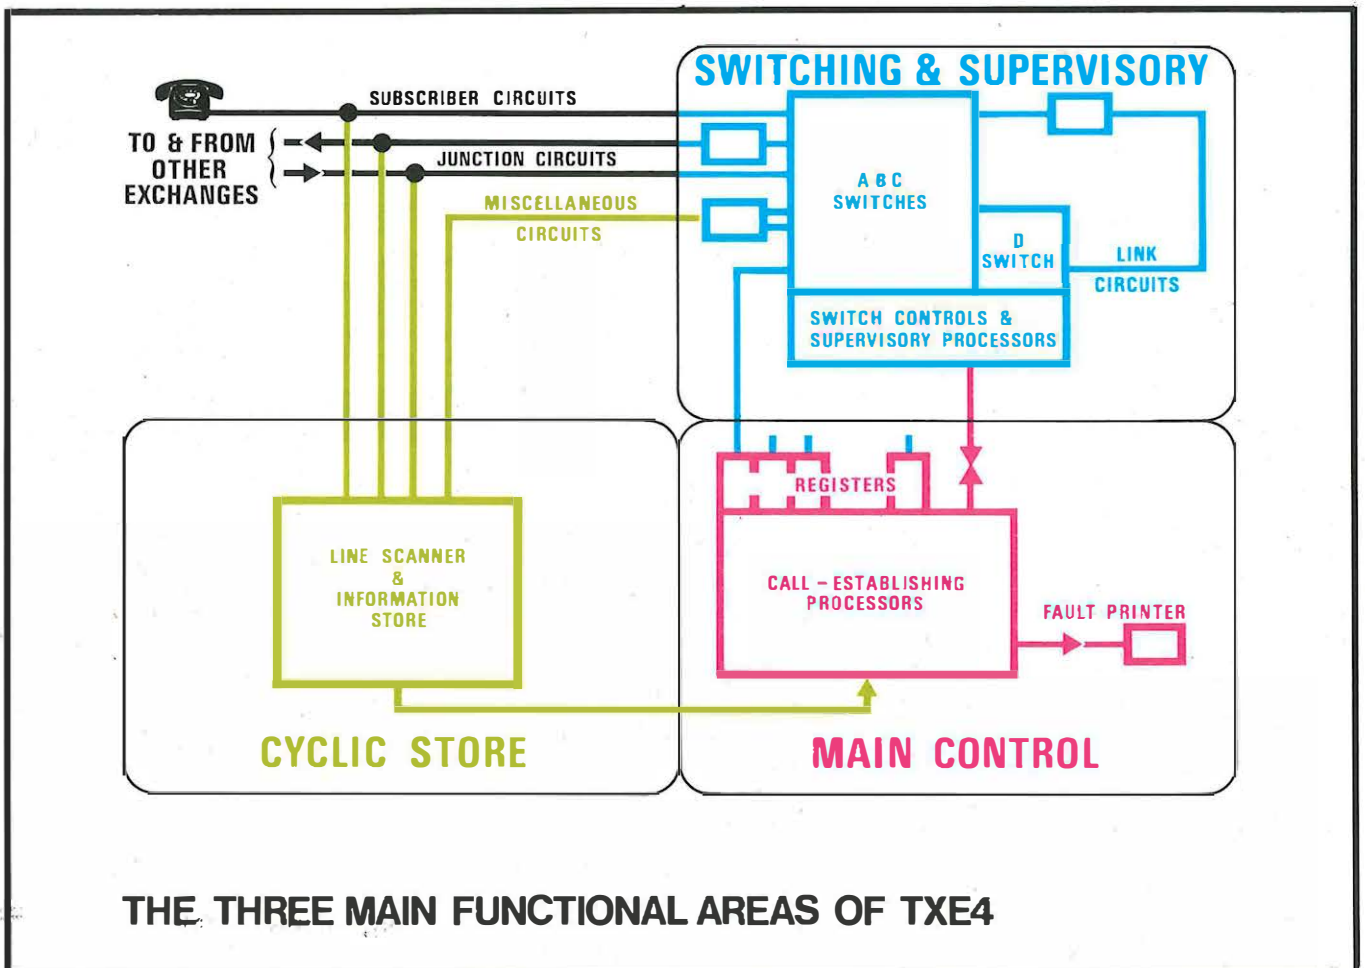 SWITCHING & SUPERVISORY
SUBSCRIBER CIRCUITS
TO & FROM
OTHER
EXCHANGES
JUNCTION CIRCUITS
MISCELLANEOUS
CIRCUITS
A B C
SWITCHES
D
SWITCH
LINK
CIRCUITS
SWITCH CONTROLS &
SUPERVISORY PROCESSORS
REGISTERS
LINE SCANNER
&
INFORMATION
STORE
CALL – ESTABLISHING
PROCESSORS
FAULT PRINTER
CYCLIC STORE
MAIN CONTROL
THE THREE MAIN FUNCTIONAL AREAS OF TXE4